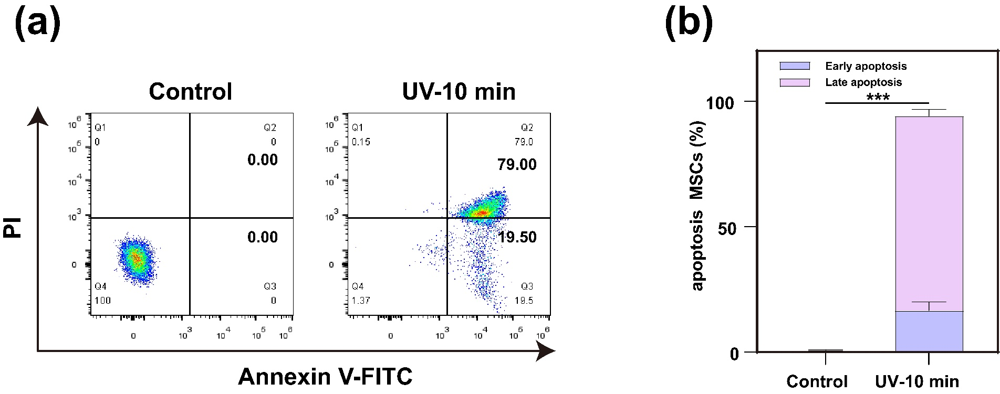 (a)
(b)
Control
UV-10 min
PI
10^6
10^5
10^4
10^3
0
Q1
0
Q2
0
0.00
0.00
Q4
100
Q3
0
0
10^3
10^4
10^5
10^6
10^6
10^5
10^4
10^3
0
Q1
0.15
Q2
79.0
79.00
19.50
Q4
1.37
Q3
19.5
0
10^3
10^4
10^5
10^6
Annexin V-FITC
Early apoptosis
Late apoptosis
***
apoptosis MSCs (%)
100
50
0
Control
UV-10 min